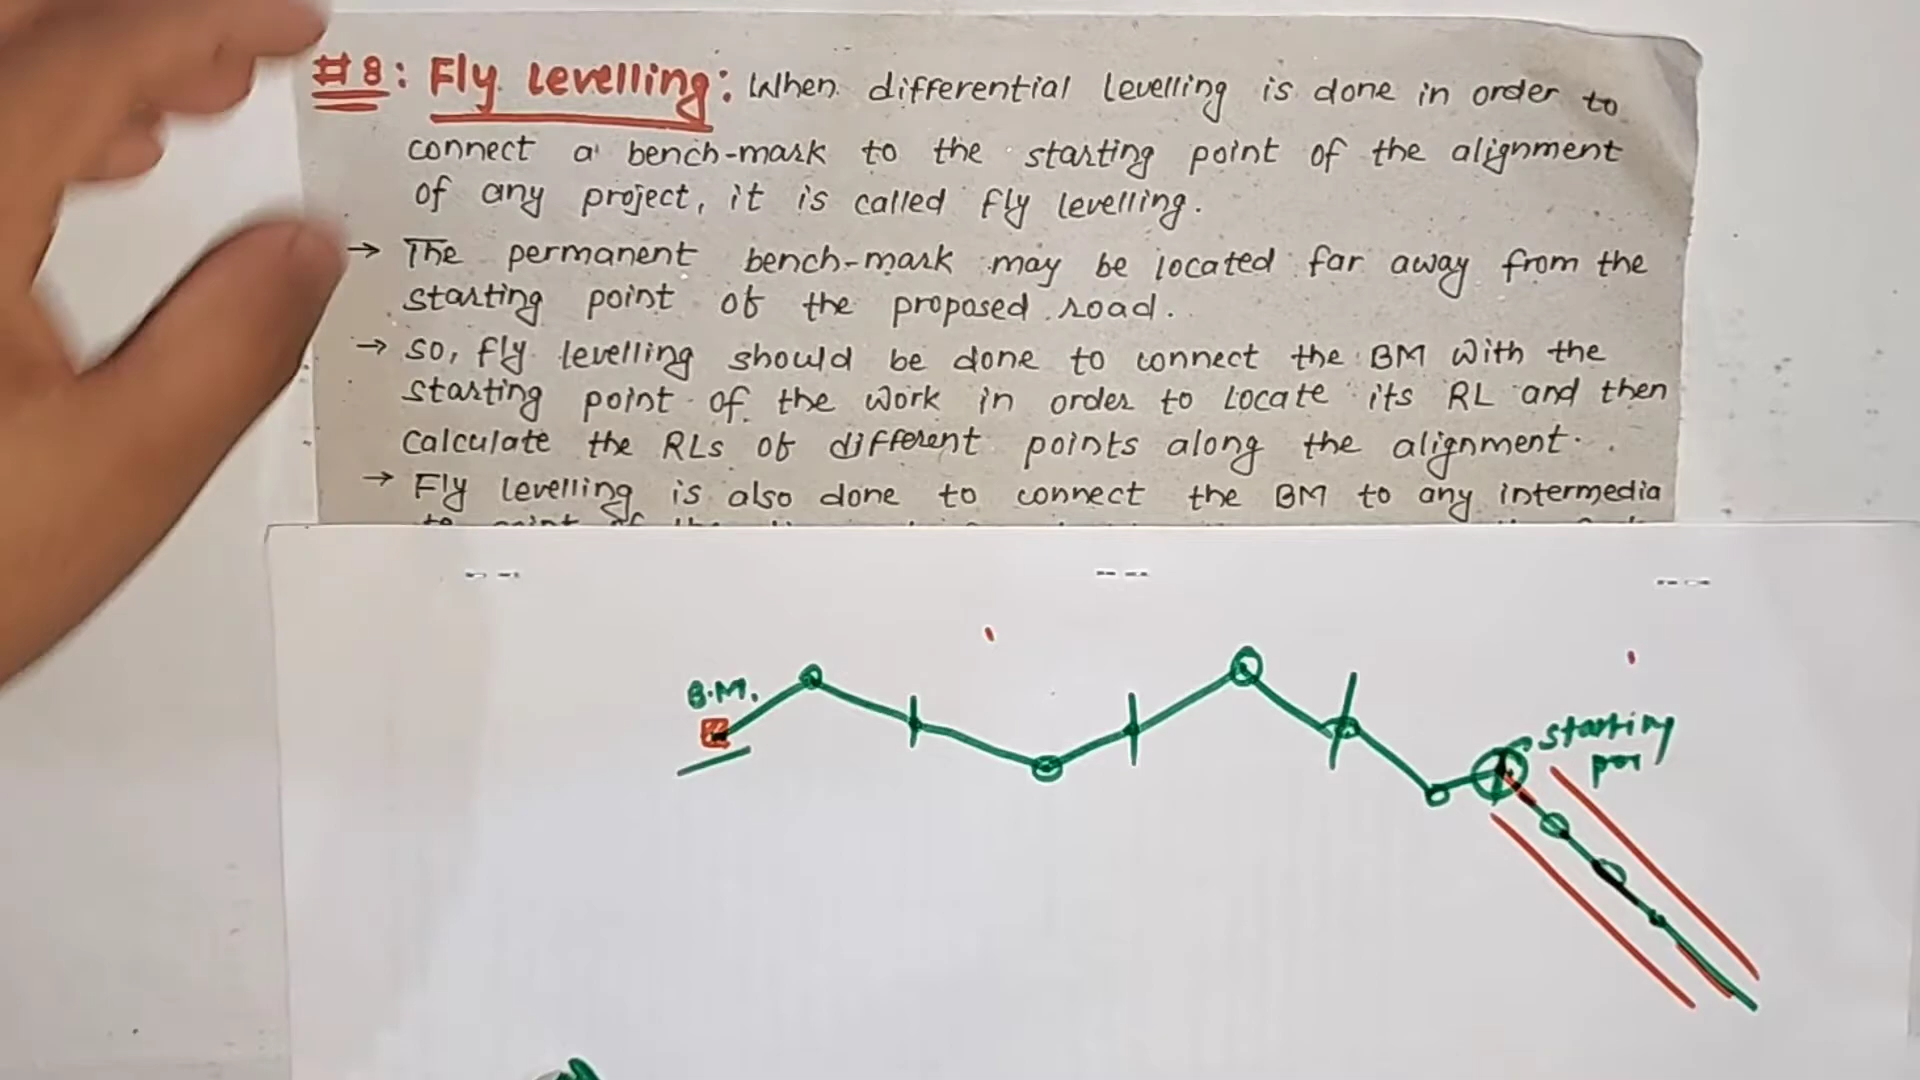 #8: Fly Levelling: When differential levelling is done in order to
connect a bench-mark to the starting point of the alignment
of any project, it is called fly levelling.
→ The permanent bench-mark may be located far away from the
starting point of the proposed road.
→ So, fly levelling should be done to connect the BM with the
starting point of the work in order to locate its RL and then
calculate the RLs of different points along the alignment.
→ Fly levelling is also done to connect the BM to any intermedia
B.M.
starting
poi